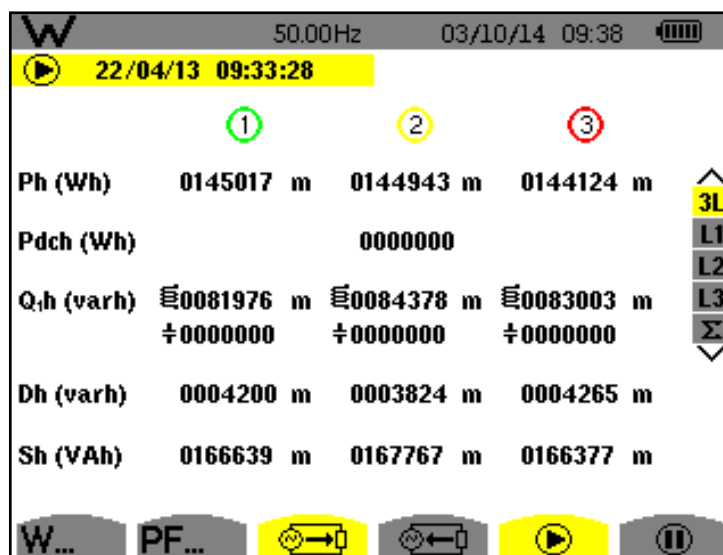 W 50.00Hz 03/10/14 09:38
22/04/13 09:33:28
1 2 3
Ph (Wh) 0145017 m 0144943 m 0144124 m
3L
Pdch (Wh) 0000000
L1
L2
Q₁h (varh) 0081976 m 0084378 m 0083003 m
L3
0000000 0000000 0000000
Σ
Dh (varh) 0004200 m 0003824 m 0004265 m
Sh (VAh) 0166639 m 0167767 m 0166377 m
W... PF...